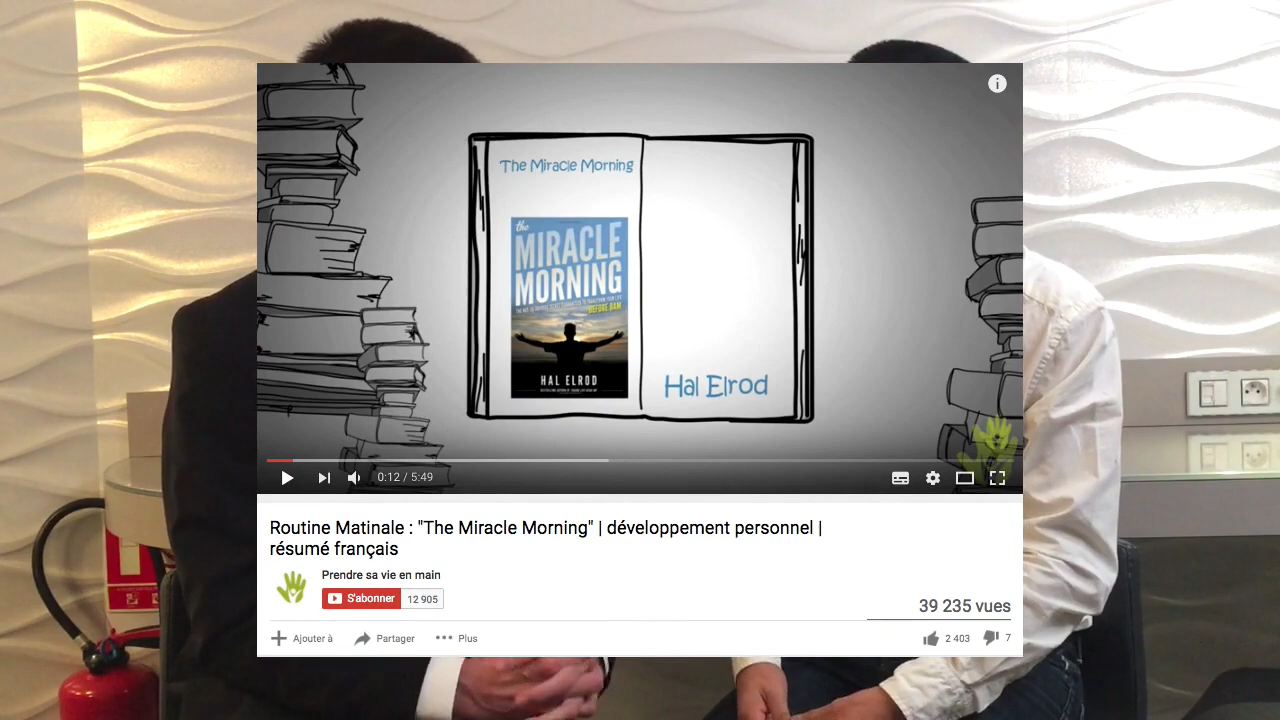 i
The Miracle Morning
the
MIRACLE
MORNING
BEFORE 8AM
HAL ELROD
Hal Elrod
0:12 / 5:49
Routine Matinale : "The Miracle Morning" | développement personnel |
résumé français
Prendre sa vie en main
S'abonner 12 905
39 235 vues
Ajouter à Partager Plus 2 403 7